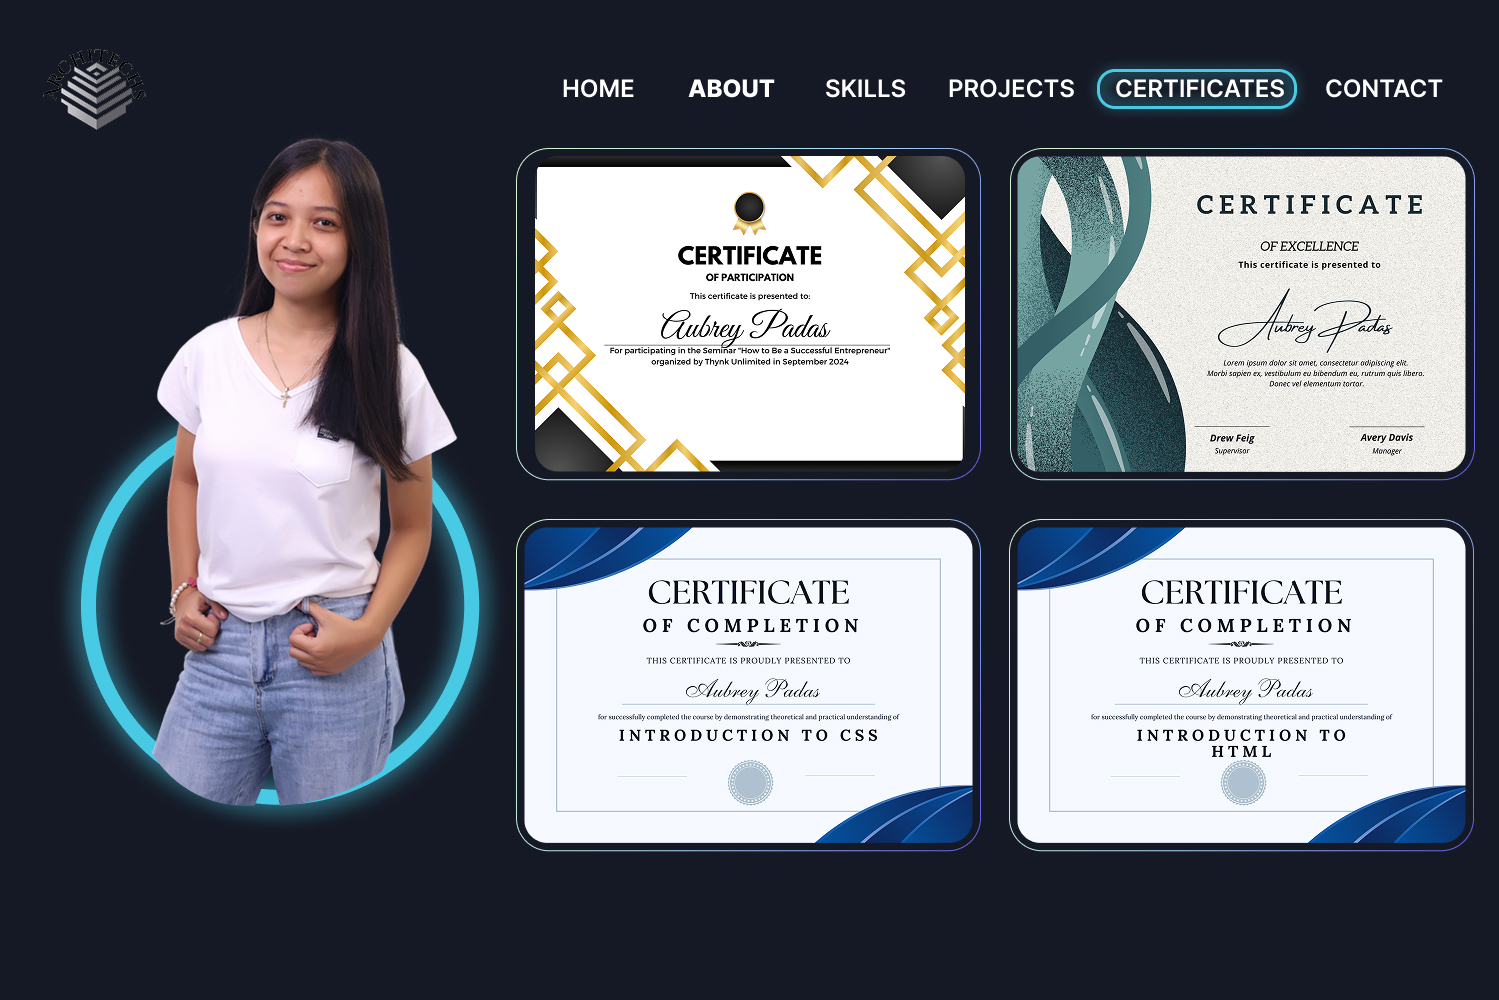 ARCHITECHS
HOME ABOUT SKILLS PROJECTS CERTIFICATES CONTACT
CERTIFICATE
OF PARTICIPATION
This certificate is presented to:
Aubrey Padas
For participating in the Seminar "How to Be a Successful Entrepreneur"
organized by Thynk Unlimited in September 2024
CERTIFICATE
OF EXCELLENCE
This certificate is presented to
Aubrey Padas
Lorem ipsum dolor sit amet, consectetur adipiscing elit.
Morbi sapien ex, vestibulum eu bibendum eu, rutrum quis libero.
Donec vel elementum tortor.
Drew Feig
Supervisor
Avery Davis
Manager
CERTIFICATE
OF COMPLETION
THIS CERTIFICATE IS PROUDLY PRESENTED TO
Aubrey Padas
for successfully completed the course by demonstrating theoretical and practical understanding of
INTRODUCTION TO CSS
CERTIFICATE
OF COMPLETION
THIS CERTIFICATE IS PROUDLY PRESENTED TO
Aubrey Padas
for successfully completed the course by demonstrating theoretical and practical understanding of
INTRODUCTION TO
HTML